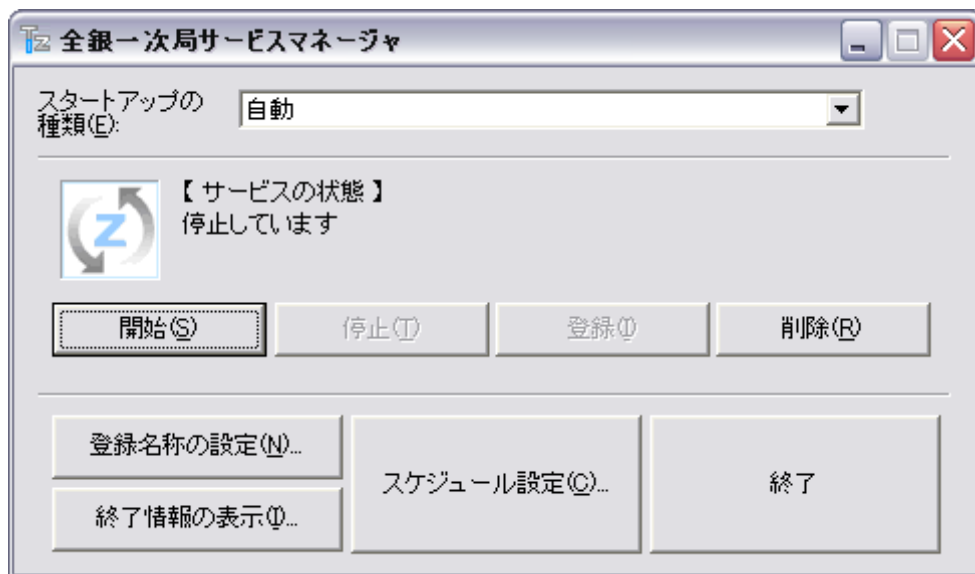 全銀一次局サービスマネージャ
スタートアップの
種類(E):
自動
【 サービスの状態 】
停止しています
開始(S)
停止(T)
登録(I)
削除(R)
登録名称の設定(N)...
スケジュール設定(C)...
終了
終了情報の表示(I)...